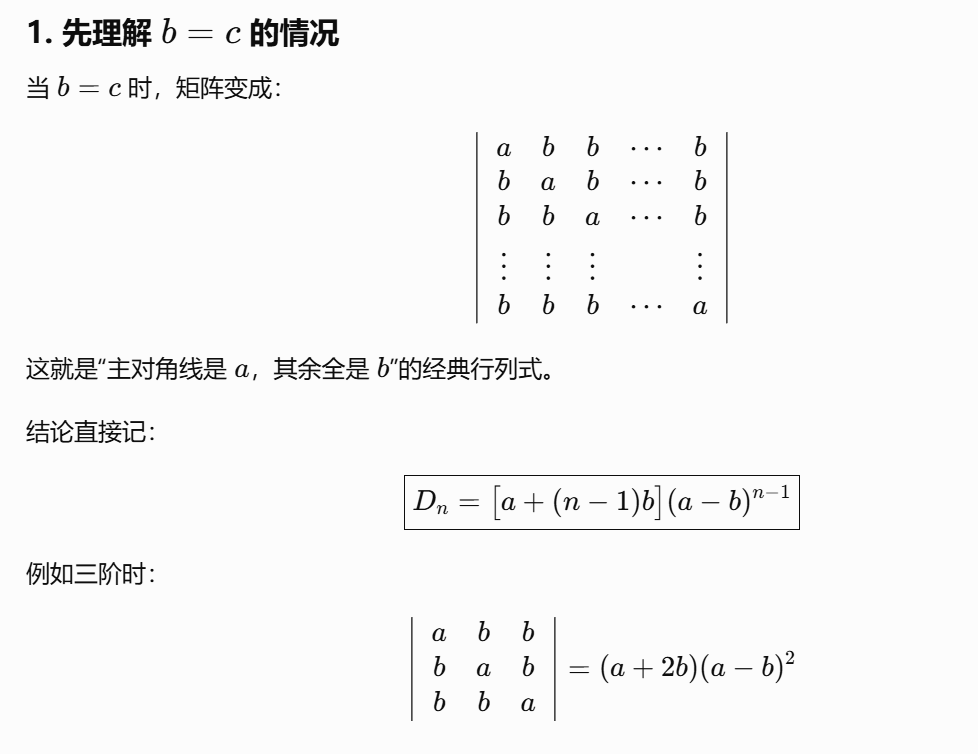 1. 先理解 b = c 的情况
当 b = c 时，矩阵变成：
a b b ⋯ b
b a b ⋯ b
b b a ⋯ b
⋮ ⋮ ⋮ ⋮
b b b ⋯ a
这就是“主对角线是 a，其余全是 b”的经典行列式。
结论直接记：
Dₙ = [a + (n − 1)b](a − b)ⁿ⁻¹
例如三阶时：
a b b
b a b = (a + 2b)(a − b)²
b b a